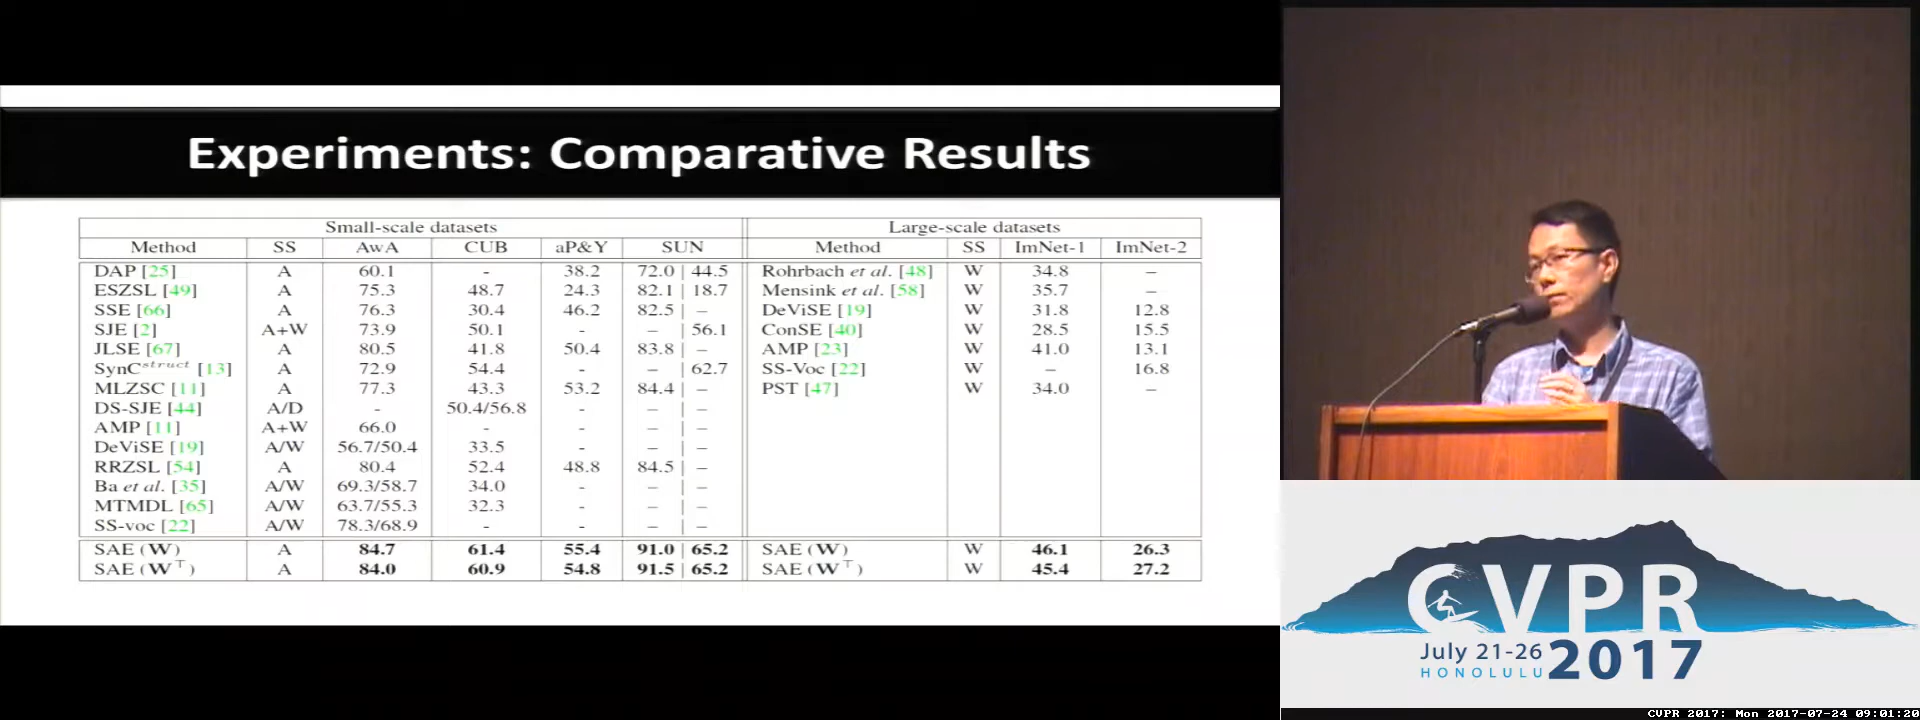 Experiments: Comparative Results
Small-scale datasets Large-scale datasets
Method SS AwA CUB aP&Y SUN Method SS ImNet-1 ImNet-2
DAP [25] A 60.1 - 38.2 72.0 | 44.5 Rohrbach et al. [48] W 34.8 –
ESZSL [49] A 75.3 48.7 24.3 82.1 | 18.7 Mensink et al. [58] W 35.7 –
SSE [66] A 76.3 30.4 46.2 82.5 | – DeViSE [19] W 31.8 12.8
SJE [2] A+W 73.9 50.1 - – | 56.1 ConSE [40] W 28.5 15.5
JLSE [67] A 80.5 41.8 50.4 83.8 | – AMP [23] W 41.0 13.1
SynCstruct [13] A 72.9 54.4 - – | 62.7 SS-Voc [22] W – 16.8
MLZSC [11] A 77.3 43.3 53.2 84.4 | – PST [47] W 34.0 –
DS-SJE [44] A/D - 50.4/56.8 - – | –
AMP [11] A+W 66.0 - - – | –
DeViSE [19] A/W 56.7/50.4 33.5 - – | –
RRZSL [54] A 80.4 52.4 48.8 84.5 | –
Ba et al. [35] A/W 69.3/58.7 34.0 - – | –
MTMDL [65] A/W 63.7/55.3 32.3 - – | –
SS-voc [22] A/W 78.3/68.9 - - – | –
SAE (W) A 84.7 61.4 55.4 91.0 | 65.2 SAE (W) W 46.1 26.3
SAE (W⊤) A 84.0 60.9 54.8 91.5 | 65.2 SAE (W⊤) W 45.4 27.2
CVPR
July 21-26
HONOLULU
2017
CVPR 2017: Mon 2017-07-24 09:01:20